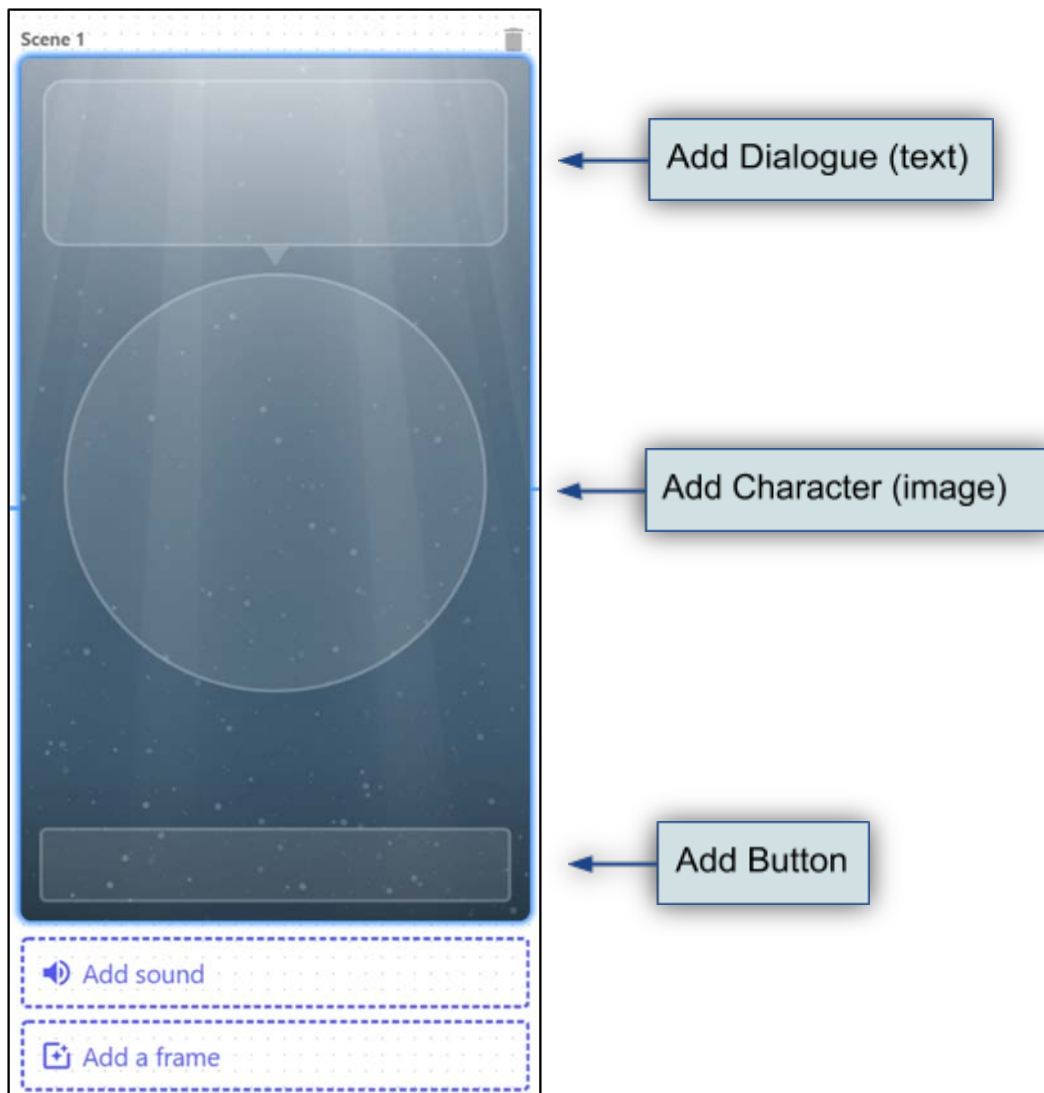 Scene 1
Add Dialogue (text)
Add Character (image)
Add Button
Add sound
Add a frame